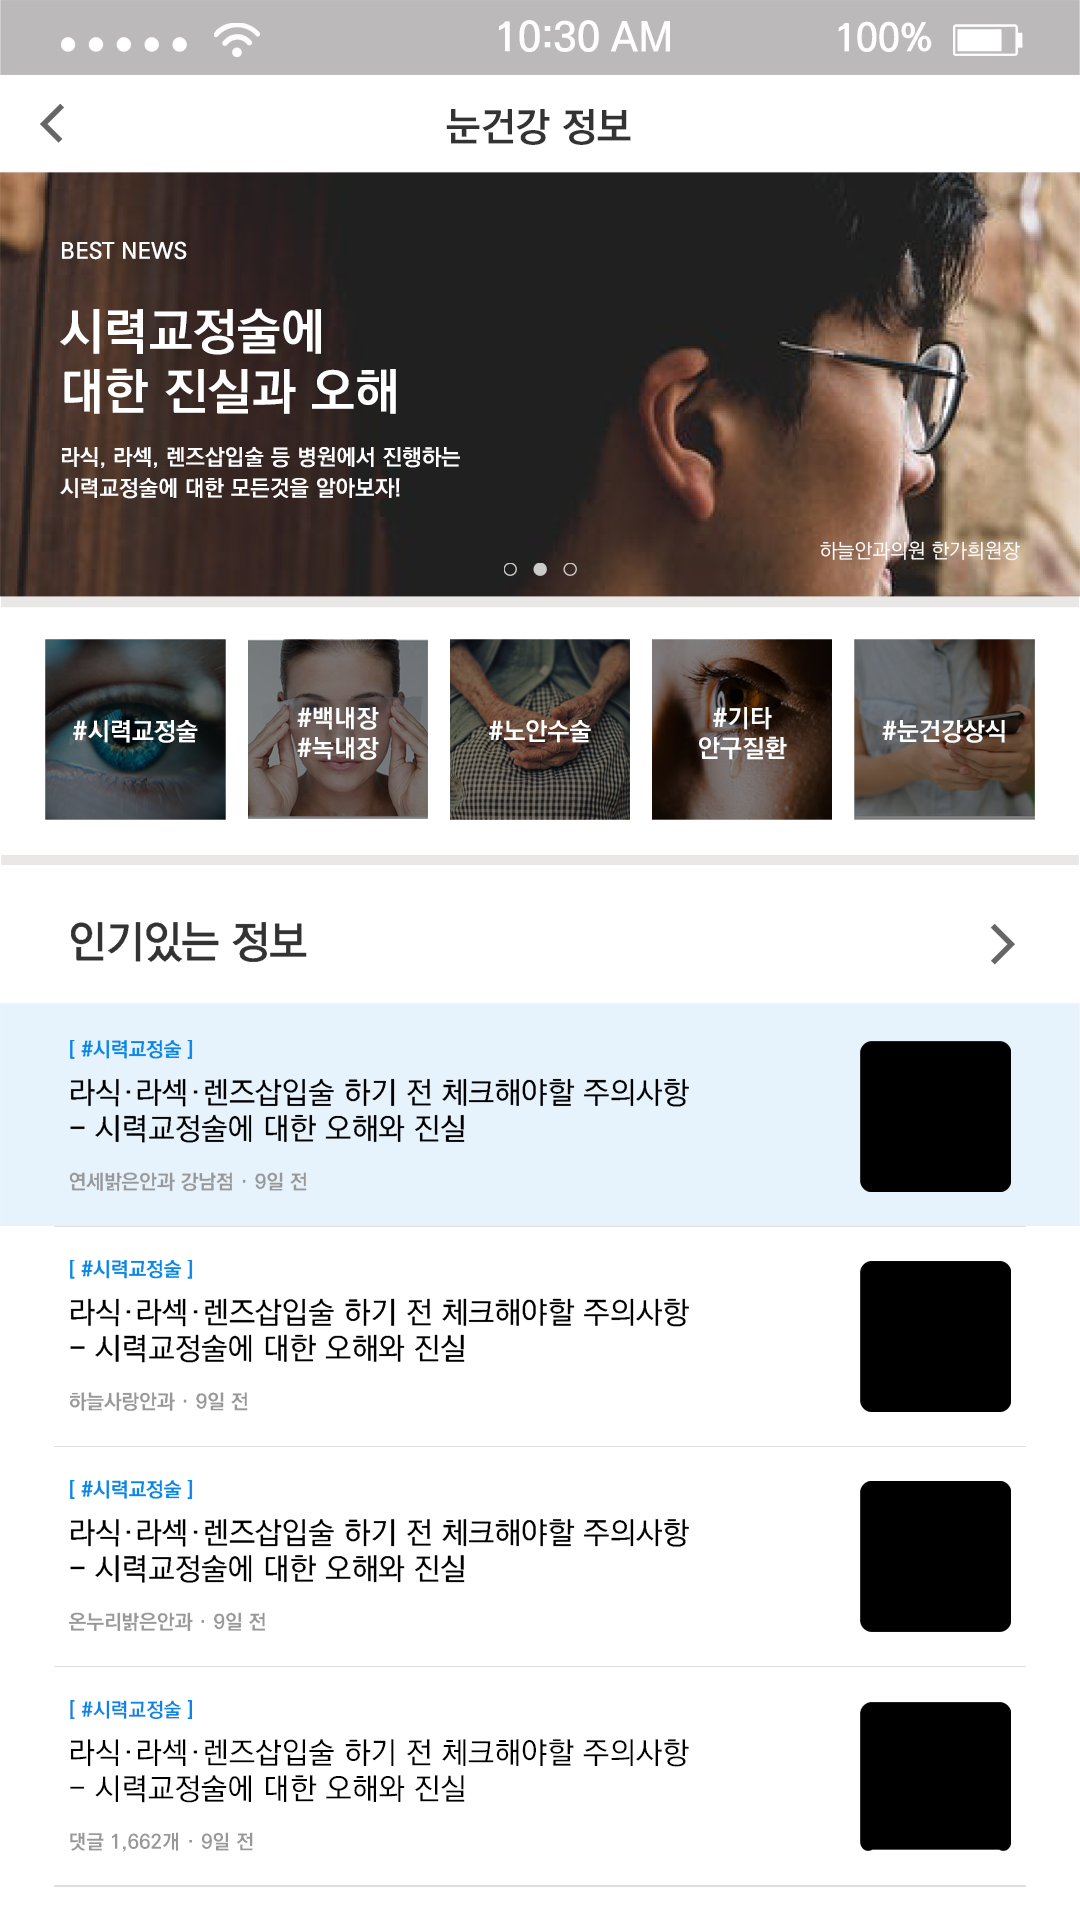 10:30 AM 100%
눈건강 정보
BEST NEWS
시력교정술에
대한 진실과 오해
라식, 라섹, 렌즈삽입술 등 병원에서 진행하는
시력교정술에 대한 모든것을 알아보자!
하늘안과의원 한가희원장
#시력교정술
#백내장
#녹내장
#노안수술
#기타
안구질환
#눈건강상식
인기있는 정보
[ #시력교정술 ]
라식·라섹·렌즈삽입술 하기 전 체크해야할 주의사항
– 시력교정술에 대한 오해와 진실
연세밝은안과 강남점 · 9일 전
[ #시력교정술 ]
라식·라섹·렌즈삽입술 하기 전 체크해야할 주의사항
– 시력교정술에 대한 오해와 진실
하늘사랑안과 · 9일 전
[ #시력교정술 ]
라식·라섹·렌즈삽입술 하기 전 체크해야할 주의사항
– 시력교정술에 대한 오해와 진실
온누리밝은안과 · 9일 전
[ #시력교정술 ]
라식·라섹·렌즈삽입술 하기 전 체크해야할 주의사항
– 시력교정술에 대한 오해와 진실
댓글 1,662개 · 9일 전